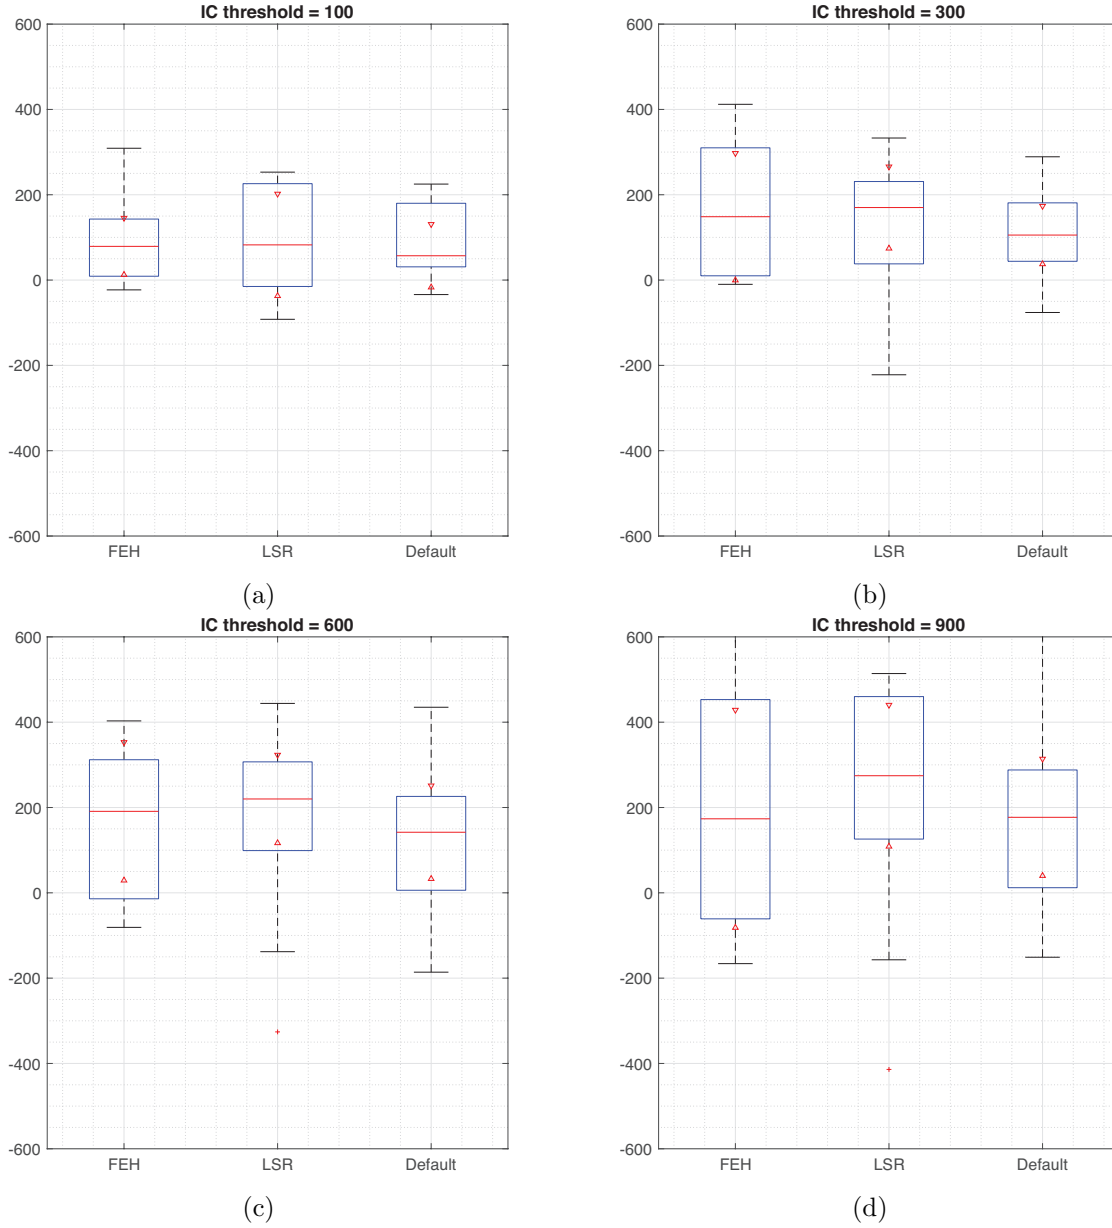 IC threshold = 100
600
400
200
0
-200
-400
-600
FEH LSR Default
(a)
IC threshold = 300
600
400
200
0
-200
-400
-600
FEH LSR Default
(b)
IC threshold = 600
600
400
200
0
-200
-400
-600
FEH LSR Default
(c)
IC threshold = 900
600
400
200
0
-200
-400
-600
FEH LSR Default
(d)